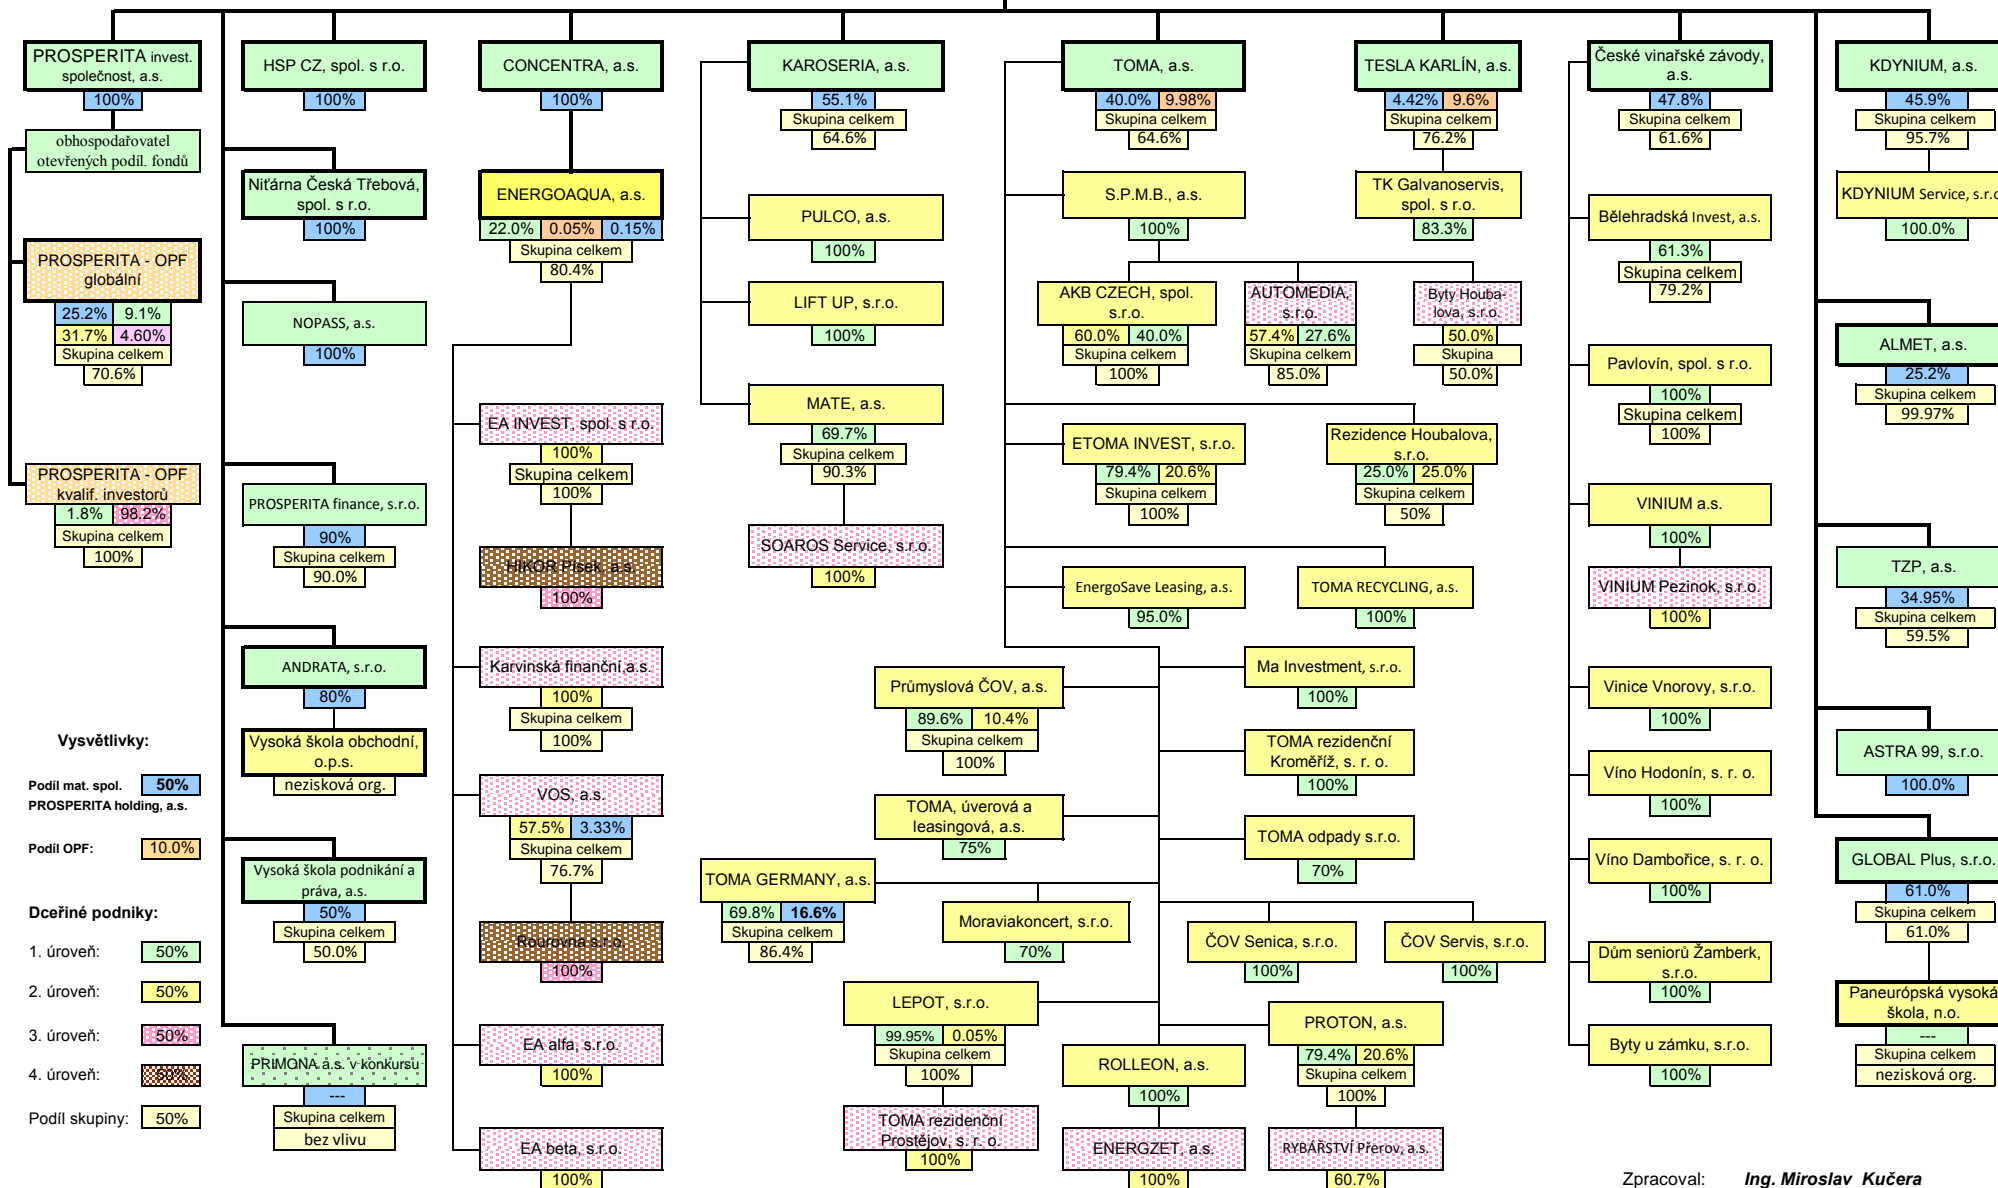 PROSPERITA invest.
společnost, a.s.
100%
obhospodařovatel
otevřených podíl. fondů
PROSPERITA - OPF
globální
25.2% 9.1%
31.7% 4.60%
Skupina celkem
70.6%
PROSPERITA - OPF
kvalif. investorů
1.8% 98.2%
Skupina celkem
100%
Vysvětlivky:
Podíl mat. spol. 50%
PROSPERITA holding, a.s.
Podíl OPF: 10.0%
Dceřiné podniky:
1. úroveň: 50%
2. úroveň: 50%
3. úroveň: 50%
4. úroveň: 50%
Podíl skupiny: 50%
HSP CZ, spol. s r.o.
100%
Niťárna Česká Třebová,
spol. s r.o.
100%
NOPASS, a.s.
100%
PROSPERITA finance, s.r.o.
90%
Skupina celkem
90.0%
ANDRATA, s.r.o.
80%
Vysoká škola obchodní,
o.p.s.
nezisková org.
Vysoká škola podnikání a
práva, a.s.
50%
Skupina celkem
50.0%
PRIMONA a.s. v konkursu
---
Skupina celkem
bez vlivu
CONCENTRA, a.s.
100%
ENERGOAQUA, a.s.
22.0% 0.05% 0.15%
Skupina celkem
80.4%
EA INVEST, spol. s r.o.
100%
Skupina celkem
100%
HIKOR Písek, a.s.
100%
Karvinská finanční,a.s.
100%
Skupina celkem
100%
VOS, a.s.
57.5% 3.33%
Skupina celkem
76.7%
Rourovna s.r.o.
100%
EA alfa, s.r.o.
100%
EA beta, s.r.o.
100%
KAROSERIA, a.s.
55.1%
Skupina celkem
64.6%
PULCO, a.s.
100%
LIFT UP, s.r.o.
100%
MATE, a.s.
69.7%
Skupina celkem
90.3%
SOAROS Service, s.r.o.
100%
TOMA, a.s.
40.0% 9.98%
Skupina celkem
64.6%
S.P.M.B., a.s.
100%
AKB CZECH, spol.
s.r.o.
60.0% 40.0%
Skupina celkem
100%
AUTOMEDIA,
s.r.o.
57.4% 27.6%
Skupina celkem
85.0%
Byty Houba-
lova, s.r.o.
50.0%
Skupina
50.0%
ETOMA INVEST, s.r.o.
79.4% 20.6%
Skupina celkem
100%
Rezidence Houbalova,
s.r.o.
25.0% 25.0%
Skupina celkem
50%
EnergoSave Leasing, a.s.
95.0%
TOMA RECYCLING, a.s.
100%
Průmyslová ČOV, a.s.
89.6% 10.4%
Skupina celkem
100%
Ma Investment, s.r.o.
100%
TOMA rezidenční
Kroměříž, s. r. o.
100%
TOMA, úverová a
leasingová, a.s.
75%
TOMA odpady s.r.o.
70%
TOMA GERMANY, a.s.
69.8% 16.6%
Skupina celkem
86.4%
Moraviakoncert, s.r.o.
70%
ČOV Senica, s.r.o.
100%
ČOV Servis, s.r.o.
100%
LEPOT, s.r.o.
99.95% 0.05%
Skupina celkem
100%
TOMA rezidenční
Prostějov, s. r. o.
100%
ROLLEON, a.s.
100%
ENERGZET, a.s.
100%
PROTON, a.s.
79.4% 20.6%
Skupina celkem
100%
RYBÁŘSTVÍ Přerov, a.s.
60.7%
TESLA KARLÍN, a.s.
4.42% 9.6%
Skupina celkem
76.2%
TK Galvanoservis,
spol. s r.o.
83.3%
České vinařské závody,
a.s.
47.8%
Skupina celkem
61.6%
Bělehradská Invest, a.s.
61.3%
Skupina celkem
79.2%
Pavlovín, spol. s r.o.
100%
Skupina celkem
100%
VINIUM a.s.
100%
VINIUM Pezinok, s.r.o.
100%
Vinice Vnorovy, s.r.o.
100%
Víno Hodonín, s. r. o.
100%
Víno Dambořice, s. r. o.
100%
Dům seniorů Žamberk,
s.r.o.
100%
Byty u zámku, s.r.o.
100%
KDYNIUM, a.s.
45.9%
Skupina celkem
95.7%
KDYNIUM Service, s.r.o
100.0%
ALMET, a.s.
25.2%
Skupina celkem
99.97%
TZP, a.s.
34.95%
Skupina celkem
59.5%
ASTRA 99, s.r.o.
100.0%
GLOBAL Plus, s.r.o.
61.0%
Skupina celkem
61.0%
Paneurópská vysoká
škola, n.o.
---
Skupina celkem
nezisková org.
Zpracoval: Ing. Miroslav Kučera